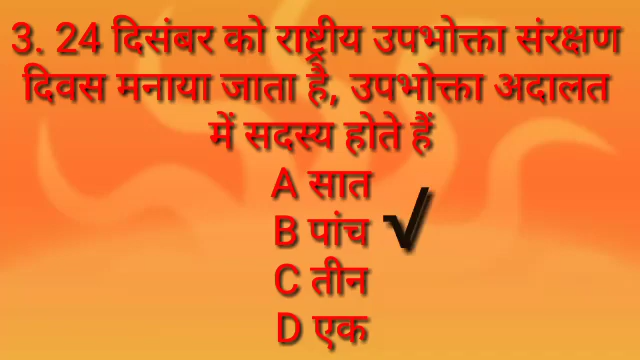 3. 24 दिसंबर को राष्ट्रीय उपभोक्ता संरक्षण
दिवस मनाया जाता है, उपभोक्ता अदालत
में सदस्य होते हैं
A सात
B पांच √
C तीन
D एक